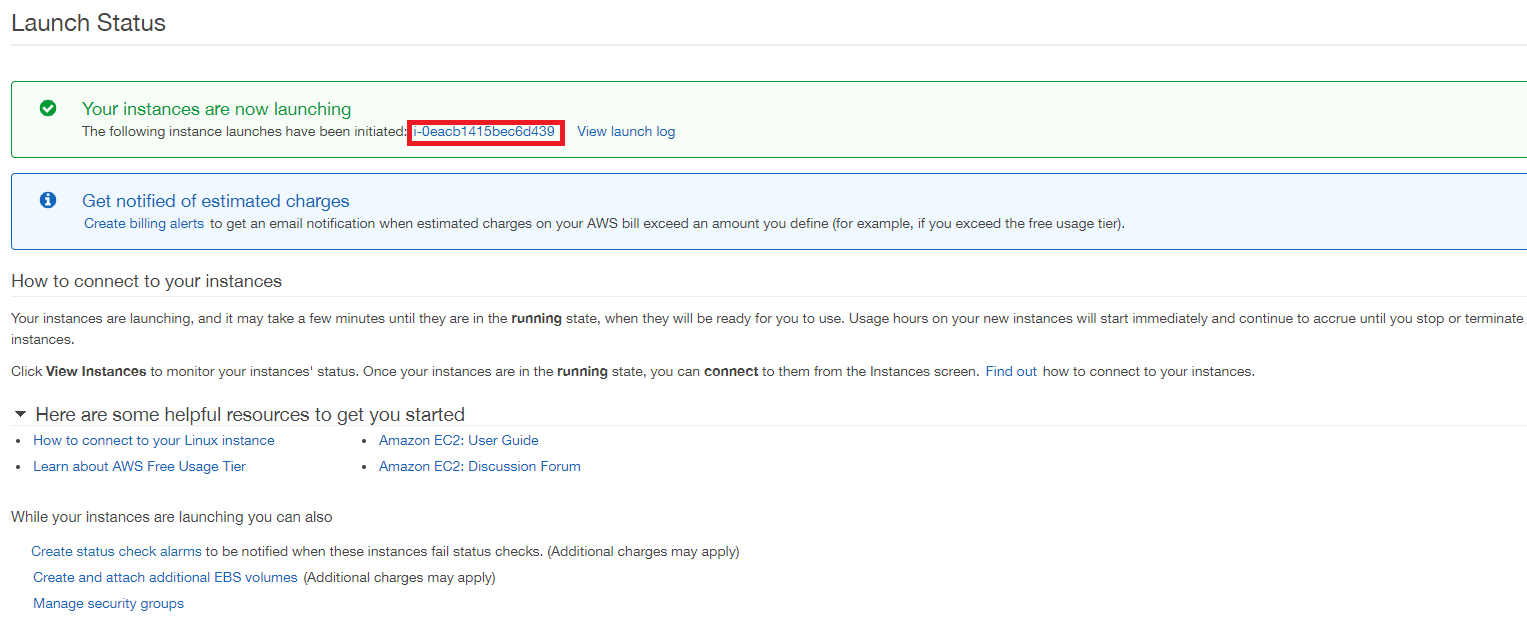 Launch Status
Your instances are now launching
The following instance launches have been initiated: i-0eacb1415bec6d439 View launch log
Get notified of estimated charges
Create billing alerts to get an email notification when estimated charges on your AWS bill exceed an amount you define (for example, if you exceed the free usage tier).
How to connect to your instances
Your instances are launching, and it may take a few minutes until they are in the running state, when they will be ready for you to use. Usage hours on your new instances will start immediately and continue to accrue until you stop or terminate
instances.
Click View Instances to monitor your instances' status. Once your instances are in the running state, you can connect to them from the Instances screen. Find out how to connect to your instances.
Here are some helpful resources to get you started
• How to connect to your Linux instance • Amazon EC2: User Guide
• Learn about AWS Free Usage Tier • Amazon EC2: Discussion Forum
While your instances are launching you can also
Create status check alarms to be notified when these instances fail status checks. (Additional charges may apply)
Create and attach additional EBS volumes (Additional charges may apply)
Manage security groups